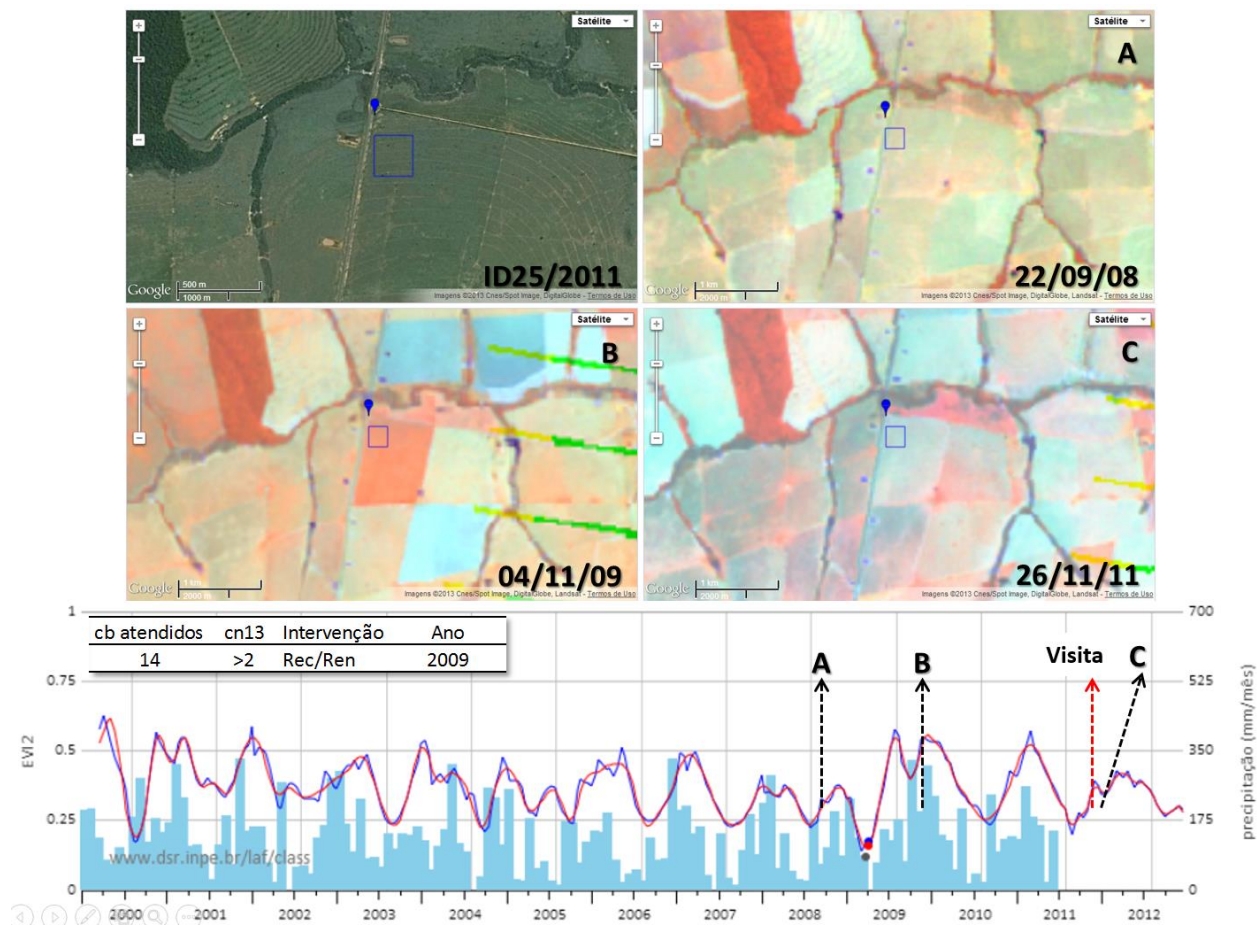 Satélite
500 m
1000 m
Google
ID25/2011
Imagens ©2013 Cnes/Spot Image, DigitalGlobe, Landsat - Termos de Uso
Satélite
A
1 km
2000 m
Google
22/09/08
Imagens ©2013 Cnes/Spot Image, DigitalGlobe, Landsat - Termos de Uso
Satélite
B
1 km
2000 m
Google
04/11/09
Imagens ©2013 Cnes/Spot Image, DigitalGlobe, Landsat - Termos de Uso
Satélite
C
1 km
2000 m
Google
26/11/11
Imagens ©2013 Cnes/Spot Image, DigitalGlobe, Landsat - Termos de Uso
cb atendidos cn13 Intervenção Ano
14 >2 Rec/Ren 2009
A B Visita C
1 700
0.75 525
0.5 350
0.25 175
0 0
EVI2
precipitação (mm/mês)
www.dsr.inpe.br/laf/class
2000 2001 2002 2003 2004 2005 2006 2007 2008 2009 2010 2011 2012